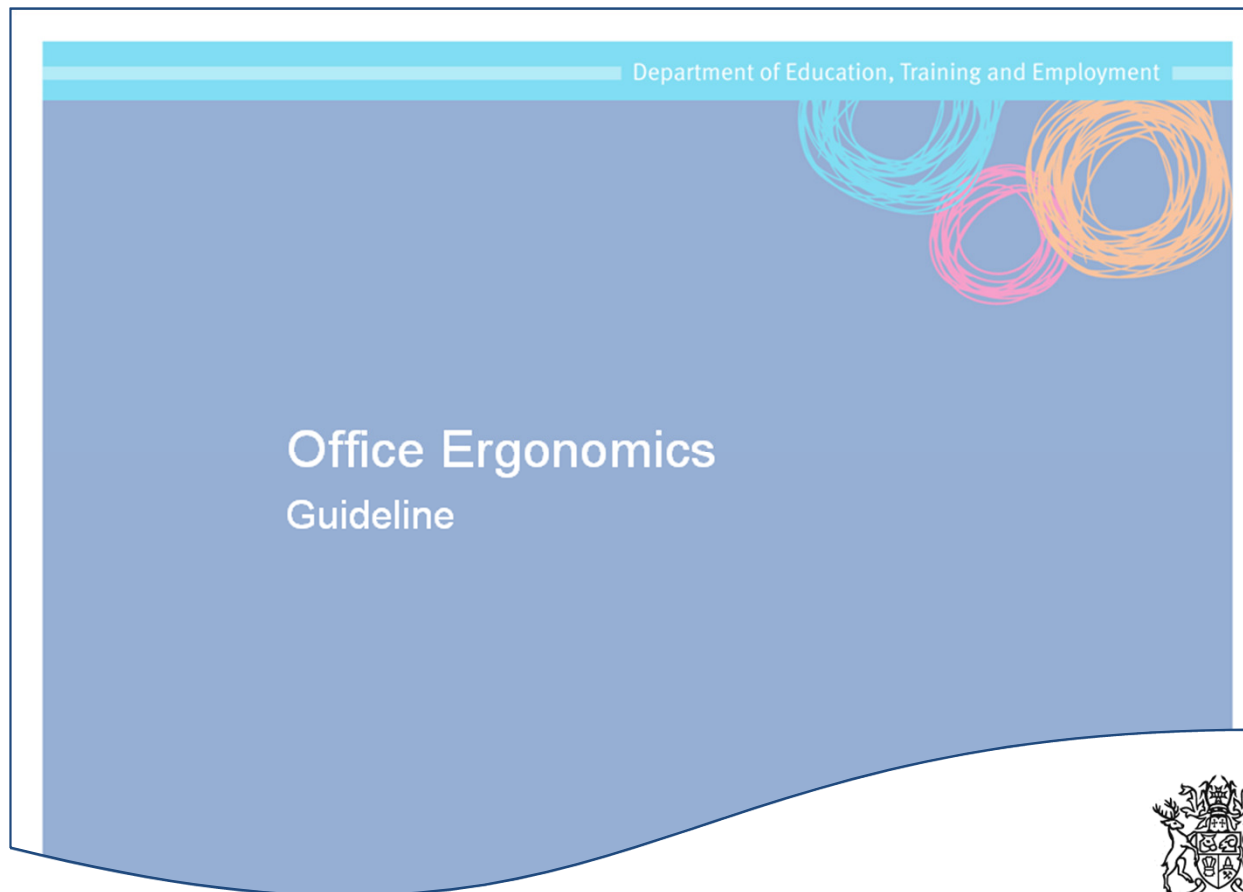 Department of Education, Training and Employment
Office Ergonomics
Guideline